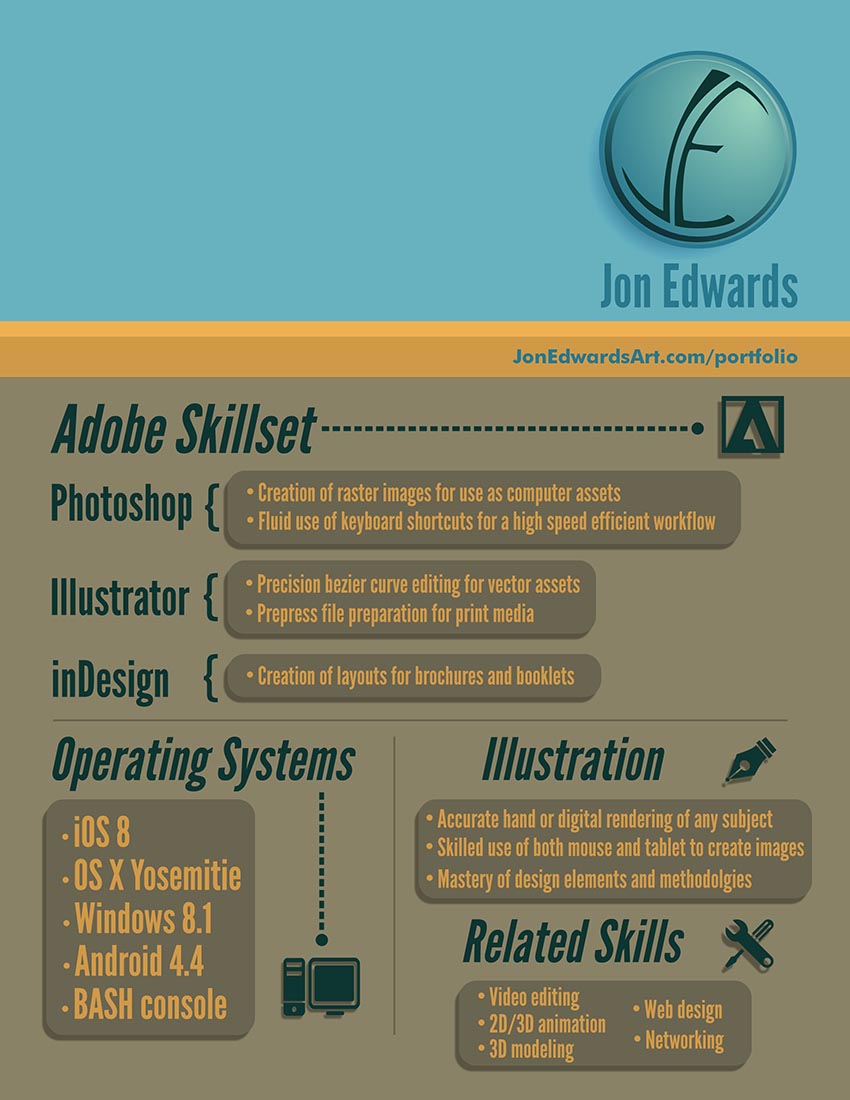 JE
Jon Edwards
JonEdwardsArt.com/portfolio
Adobe Skillset
Photoshop {
• Creation of raster images for use as computer assets
• Fluid use of keyboard shortcuts for a high speed efficient workflow
Illustrator {
• Precision bezier curve editing for vector assets
• Prepress file preparation for print media
inDesign {
• Creation of layouts for brochures and booklets
Operating Systems
• iOS 8
• OS X Yosemitie
• Windows 8.1
• Android 4.4
• BASH console
Illustration
• Accurate hand or digital rendering of any subject
• Skilled use of both mouse and tablet to create images
• Mastery of design elements and methodolgies
Related Skills
• Video editing
• 2D/3D animation
• 3D modeling
• Web design
• Networking